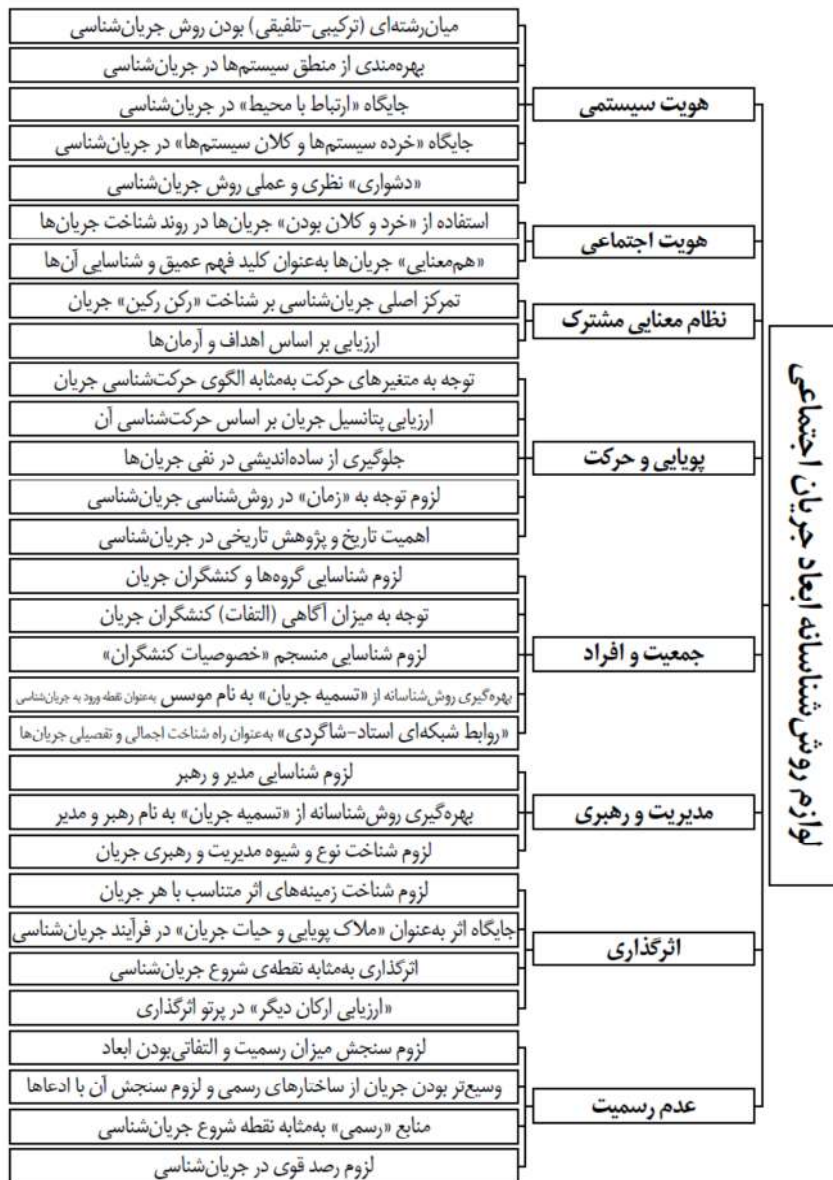 لوازم روش‌شناسانه ابعاد جریان اجتماعی
هویت سیستمی
میان‌رشته‌ای (ترکیبی-تلفیقی) بودن روش جریان‌شناسی
بهره‌مندی از منطق سیستم‌ها در جریان‌شناسی
جایگاه «ارتباط با محیط» در جریان‌شناسی
جایگاه «خرده سیستم‌ها و کلان سیستم‌ها» در جریان‌شناسی
«دشواری» نظری و عملی روش جریان‌شناسی
هویت اجتماعی
استفاده از «خرد و کلان بودن» جریان‌ها در روند شناخت جریان‌ها
«هم‌معنایی» جریان‌ها به‌عنوان کلید فهم عمیق و شناسایی آن‌ها
نظام معنایی مشترک
تمرکز اصلی جریان‌شناسی بر شناخت «رکن رکین» جریان
ارزیابی بر اساس اهداف و آرمان‌ها
پویایی و حرکت
توجه به متغیرهای حرکت به‌مثابه الگوی حرکت‌شناسی جریان
ارزیابی پتانسیل جریان بر اساس حرکت‌شناسی آن
جلوگیری از ساده‌اندیشی در نفی جریان‌ها
لزوم توجه به «زمان» در روش‌شناسی جریان‌شناسی
اهمیت تاریخ و پژوهش تاریخی در جریان‌شناسی
جمعیت و افراد
لزوم شناسایی گروه‌ها و کنشگران جریان
توجه به میزان آگاهی (التفات) کنشگران جریان
لزوم شناسایی منسجم «خصوصیات کنشگران»
بهره‌گیری روش‌شناسانه از «تسمیه جریان» به نام موسس به‌عنوان نقطه ورود به جریان‌شناسی
«روابط شبکه‌ای استاد-شاگردی» به‌عنوان راه شناخت اجمالی و تفصیلی جریان‌ها
مدیریت و رهبری
لزوم شناسایی مدیر و رهبر
بهره‌گیری روش‌شناسانه از «تسمیه جریان» به نام رهبر و مدیر
لزوم شناخت نوع و شیوه مدیریت و رهبری جریان
اثرگذاری
لزوم شناخت زمینه‌های اثر متناسب با هر جریان
جایگاه اثر به‌عنوان «ملاک پویایی و حیات جریان» در فرآیند جریان‌شناسی
اثرگذاری به‌مثابه نقطه‌ی شروع جریان‌شناسی
«ارزیابی ارکان دیگر» در پرتو اثرگذاری
عدم رسمیت
لزوم سنجش میزان رسمیت و التفاتی‌بودن ابعاد
وسیع‌تر بودن جریان از ساختارهای رسمی و لزوم سنجش آن با ادعاها
منابع «رسمی» به‌مثابه نقطه شروع جریان‌شناسی
لزوم رصد قوی در جریان‌شناسی